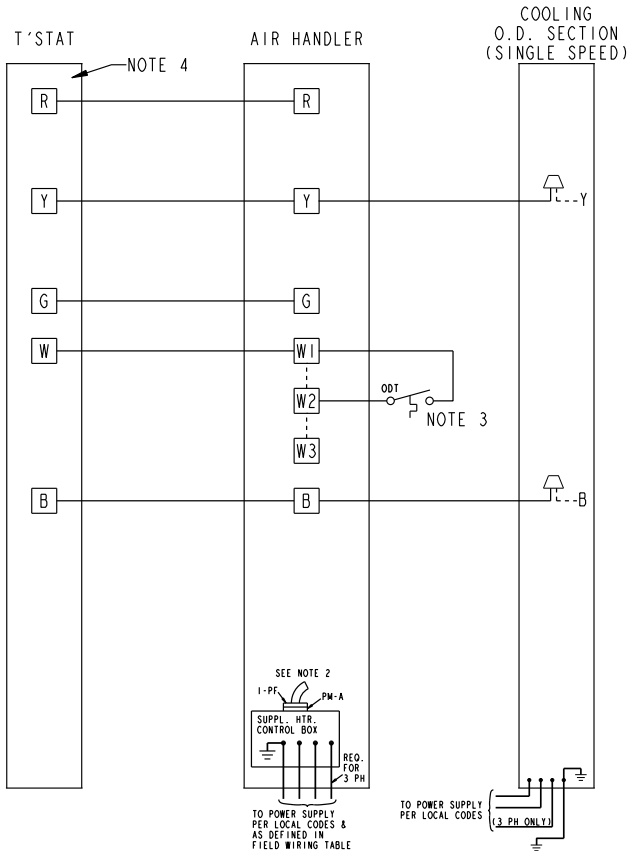 COOLING
O.D. SECTION
(SINGLE SPEED)
T'STAT
AIR HANDLER
NOTE 4
R
R
Y
Y
Y
G
G
W
W1
ODT
W2
NOTE 3
W3
B
B
B
SEE NOTE 2
1-PF
PM-A
SUPPL. HTR.
CONTROL BOX
REQ.
FOR
3 PH
TO POWER SUPPLY
PER LOCAL CODES &
AS DEFINED IN
FIELD WIRING TABLE
TO POWER SUPPLY
PER LOCAL CODES
(3 PH ONLY)